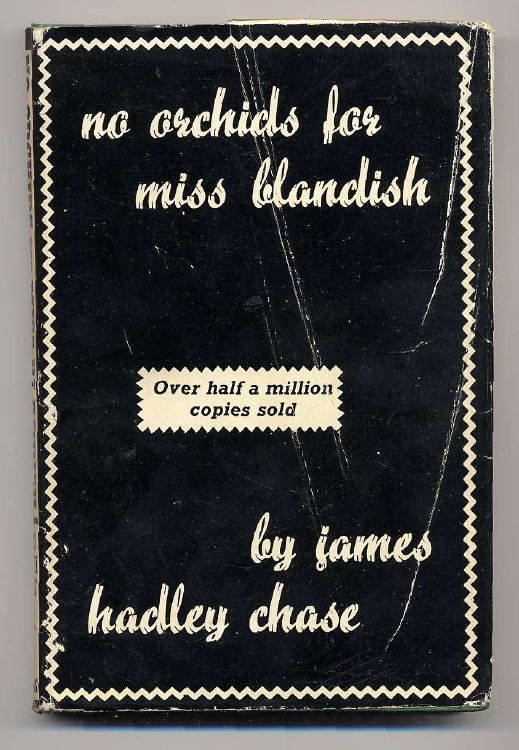 no orchids for
miss blandish
Over half a million
copies sold
by james
hadley chase